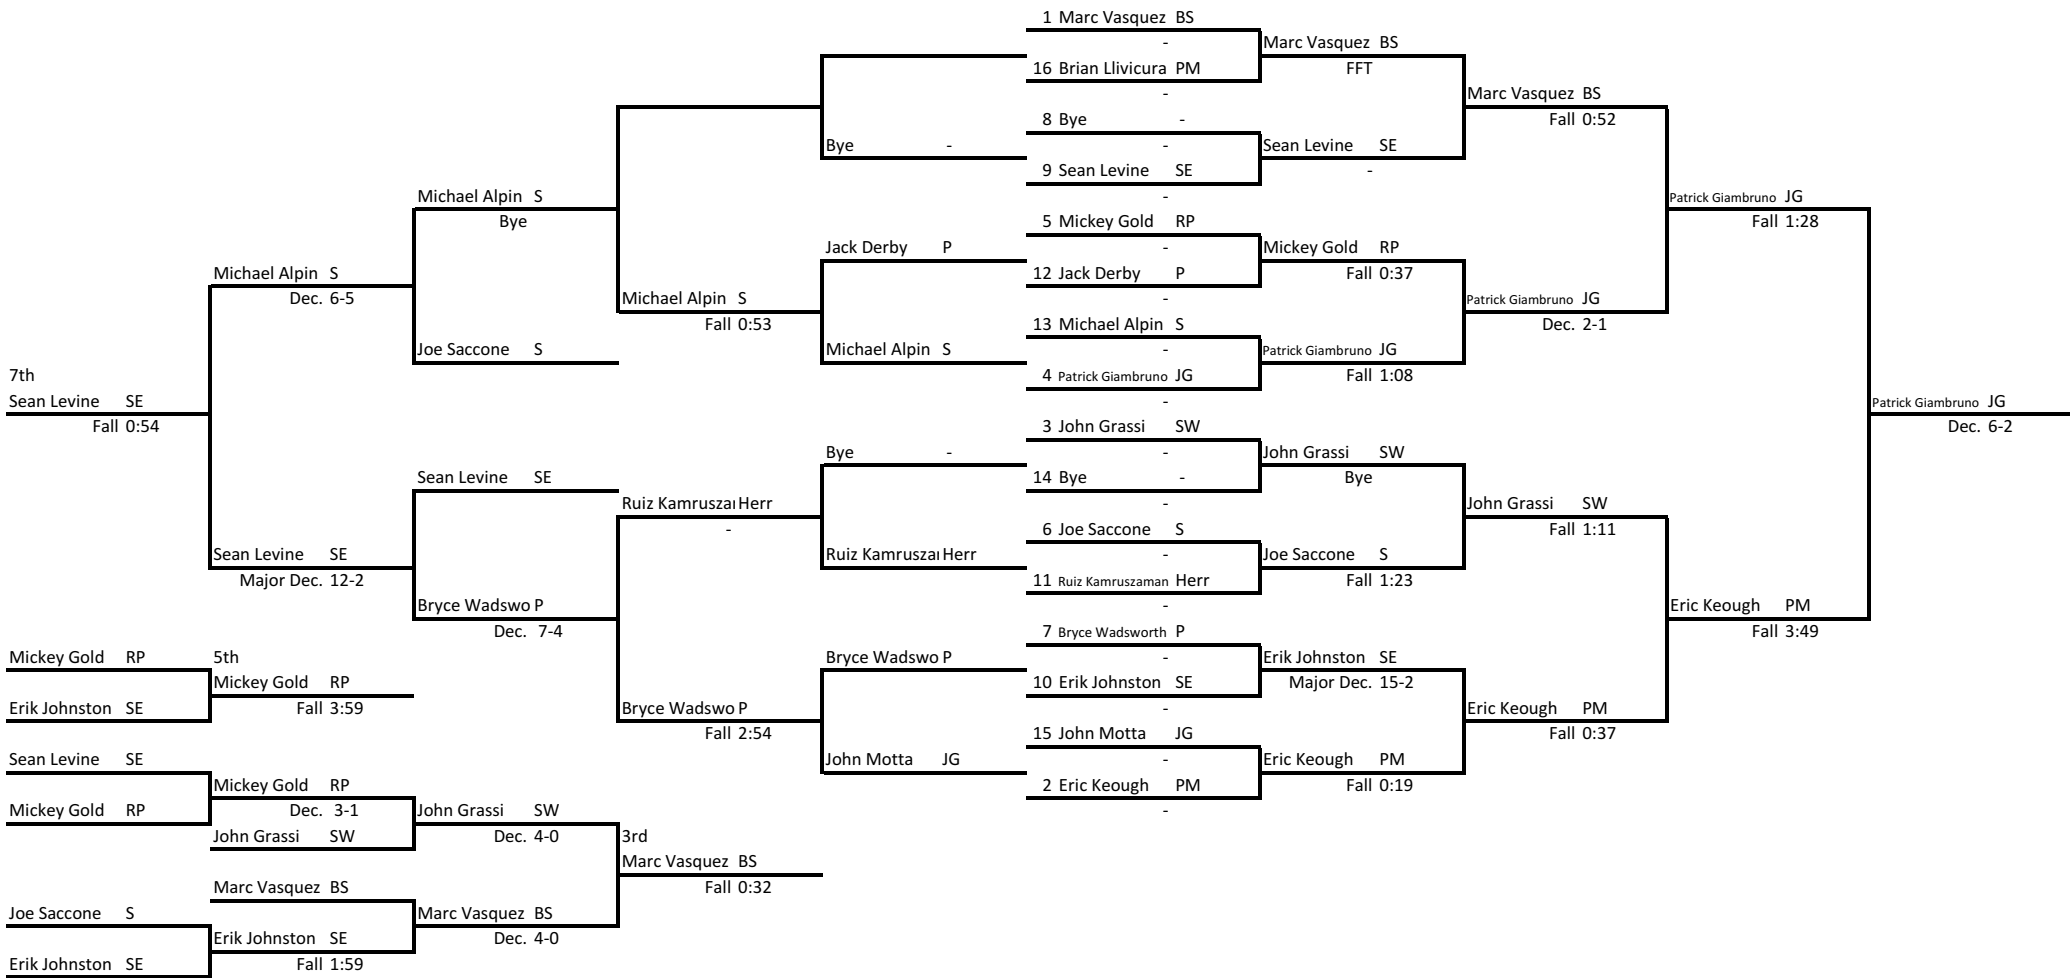 1 Marc Vasquez BS
-
Marc Vasquez BS
16 Brian Llivicura PM
FFT
-
Marc Vasquez BS
8 Bye -
Fall 0:52
Bye -
-
Sean Levine SE
9 Sean Levine SE
-
Michael Alpin S
-
Patrick Giambruno JG
Bye
5 Mickey Gold RP
Fall 1:28
Jack Derby P
-
Mickey Gold RP
Michael Alpin S
12 Jack Derby P
Fall 0:37
Dec. 6-5
Michael Alpin S
-
Patrick Giambruno JG
Fall 0:53
13 Michael Alpin S
Dec. 2-1
Joe Saccone S
Michael Alpin S
-
Patrick Giambruno JG
7th
4 Patrick Giambruno JG
Fall 1:08
Sean Levine SE
-
Patrick Giambruno JG
Fall 0:54
3 John Grassi SW
Dec. 6-2
Bye -
-
John Grassi SW
Sean Levine SE
14 Bye -
Bye
Ruiz Kamruszai Herr
-
John Grassi SW
-
6 Joe Saccone S
Fall 1:11
Sean Levine SE
Ruiz Kamruszai Herr
-
Joe Saccone S
Major Dec. 12-2
11 Ruiz Kamruszaman Herr
Fall 1:23
Bryce Wadswo P
-
Eric Keough PM
Dec. 7-4
7 Bryce Wadsworth P
Fall 3:49
Mickey Gold RP
5th
Bryce Wadswo P
-
Erik Johnston SE
Mickey Gold RP
10 Erik Johnston SE
Major Dec. 15-2
Erik Johnston SE
Fall 3:59
Bryce Wadswo P
-
Eric Keough PM
Fall 2:54
15 John Motta JG
Fall 0:37
Sean Levine SE
John Motta JG
-
Eric Keough PM
Mickey Gold RP
2 Eric Keough PM
Fall 0:19
Mickey Gold RP
Dec. 3-1
John Grassi SW
-
John Grassi SW
Dec. 4-0
3rd
Marc Vasquez BS
Marc Vasquez BS
Fall 0:32
Joe Saccone S
Marc Vasquez BS
Erik Johnston SE
Dec. 4-0
Erik Johnston SE
Fall 1:59